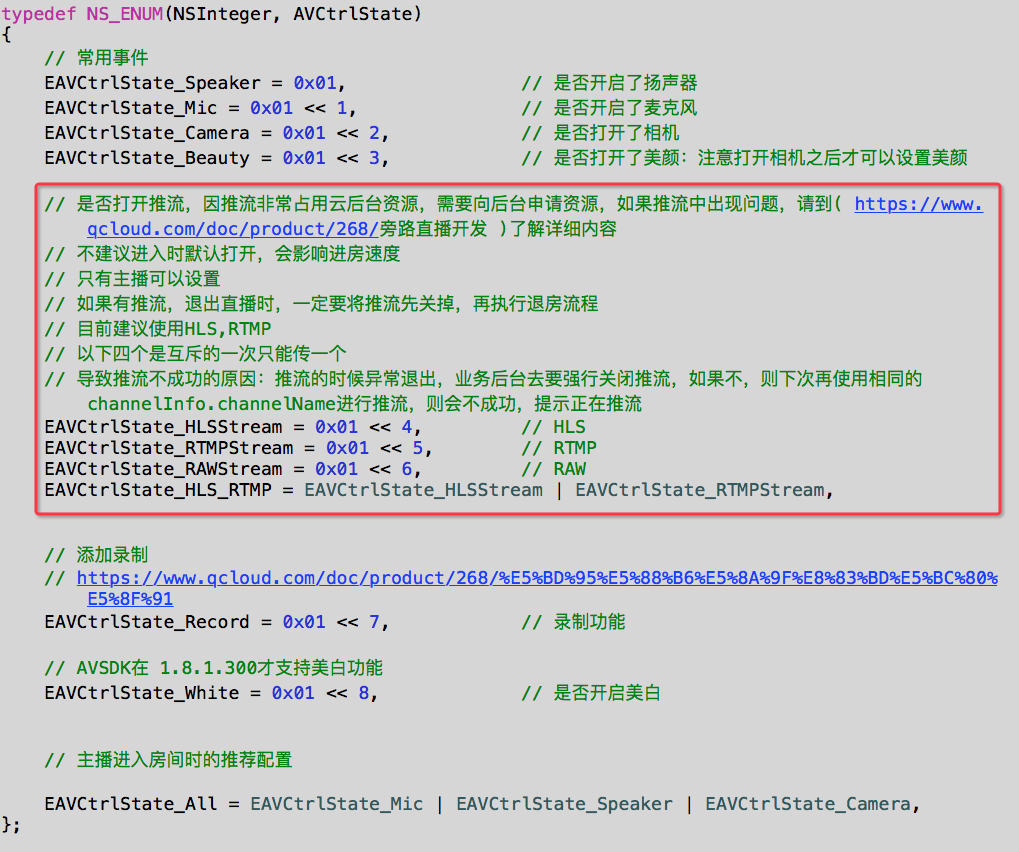 typedef NS_ENUM(NSInteger, AVCtrlState)
{
// 常用事件
EAVCtrlState_Speaker = 0x01, // 是否开启了扬声器
EAVCtrlState_Mic = 0x01 << 1, // 是否开启了麦克风
EAVCtrlState_Camera = 0x01 << 2, // 是否打开了相机
EAVCtrlState_Beauty = 0x01 << 3, // 是否打开了美颜：注意打开相机之后才可以设置美颜
// 是否打开推流，因推流非常占用云后台资源，需要向后台申请资源，如果推流中出现问题，请到( https://www.
qcloud.com/doc/product/268/旁路直播开发 )了解详细内容
// 不建议进入时默认打开，会影响进房速度
// 只有主播可以设置
// 如果有推流，退出直播时，一定要将推流先关掉，再执行退房流程
// 目前建议使用HLS,RTMP
// 以下四个是互斥的一次只能传一个
// 导致推流不成功的原因：推流的时候异常退出，业务后台去要强行关闭推流，如果不，则下次再使用相同的
channelInfo.channelName进行推流，则会不成功，提示正在推流
EAVCtrlState_HLSStream = 0x01 << 4, // HLS
EAVCtrlState_RTMPStream = 0x01 << 5, // RTMP
EAVCtrlState_RAWStream = 0x01 << 6, // RAW
EAVCtrlState_HLS_RTMP = EAVCtrlState_HLSStream | EAVCtrlState_RTMPStream,
// 添加录制
// https://www.qcloud.com/doc/product/268/%E5%BD%95%E5%88%B6%E5%8A%9F%E8%83%BD%E5%BC%80%
E5%8F%91
EAVCtrlState_Record = 0x01 << 7, // 录制功能
// AVSDK在 1.8.1.300才支持美白功能
EAVCtrlState_White = 0x01 << 8, // 是否开启美白
// 主播进入房间时的推荐配置
EAVCtrlState_All = EAVCtrlState_Mic | EAVCtrlState_Speaker | EAVCtrlState_Camera,
};